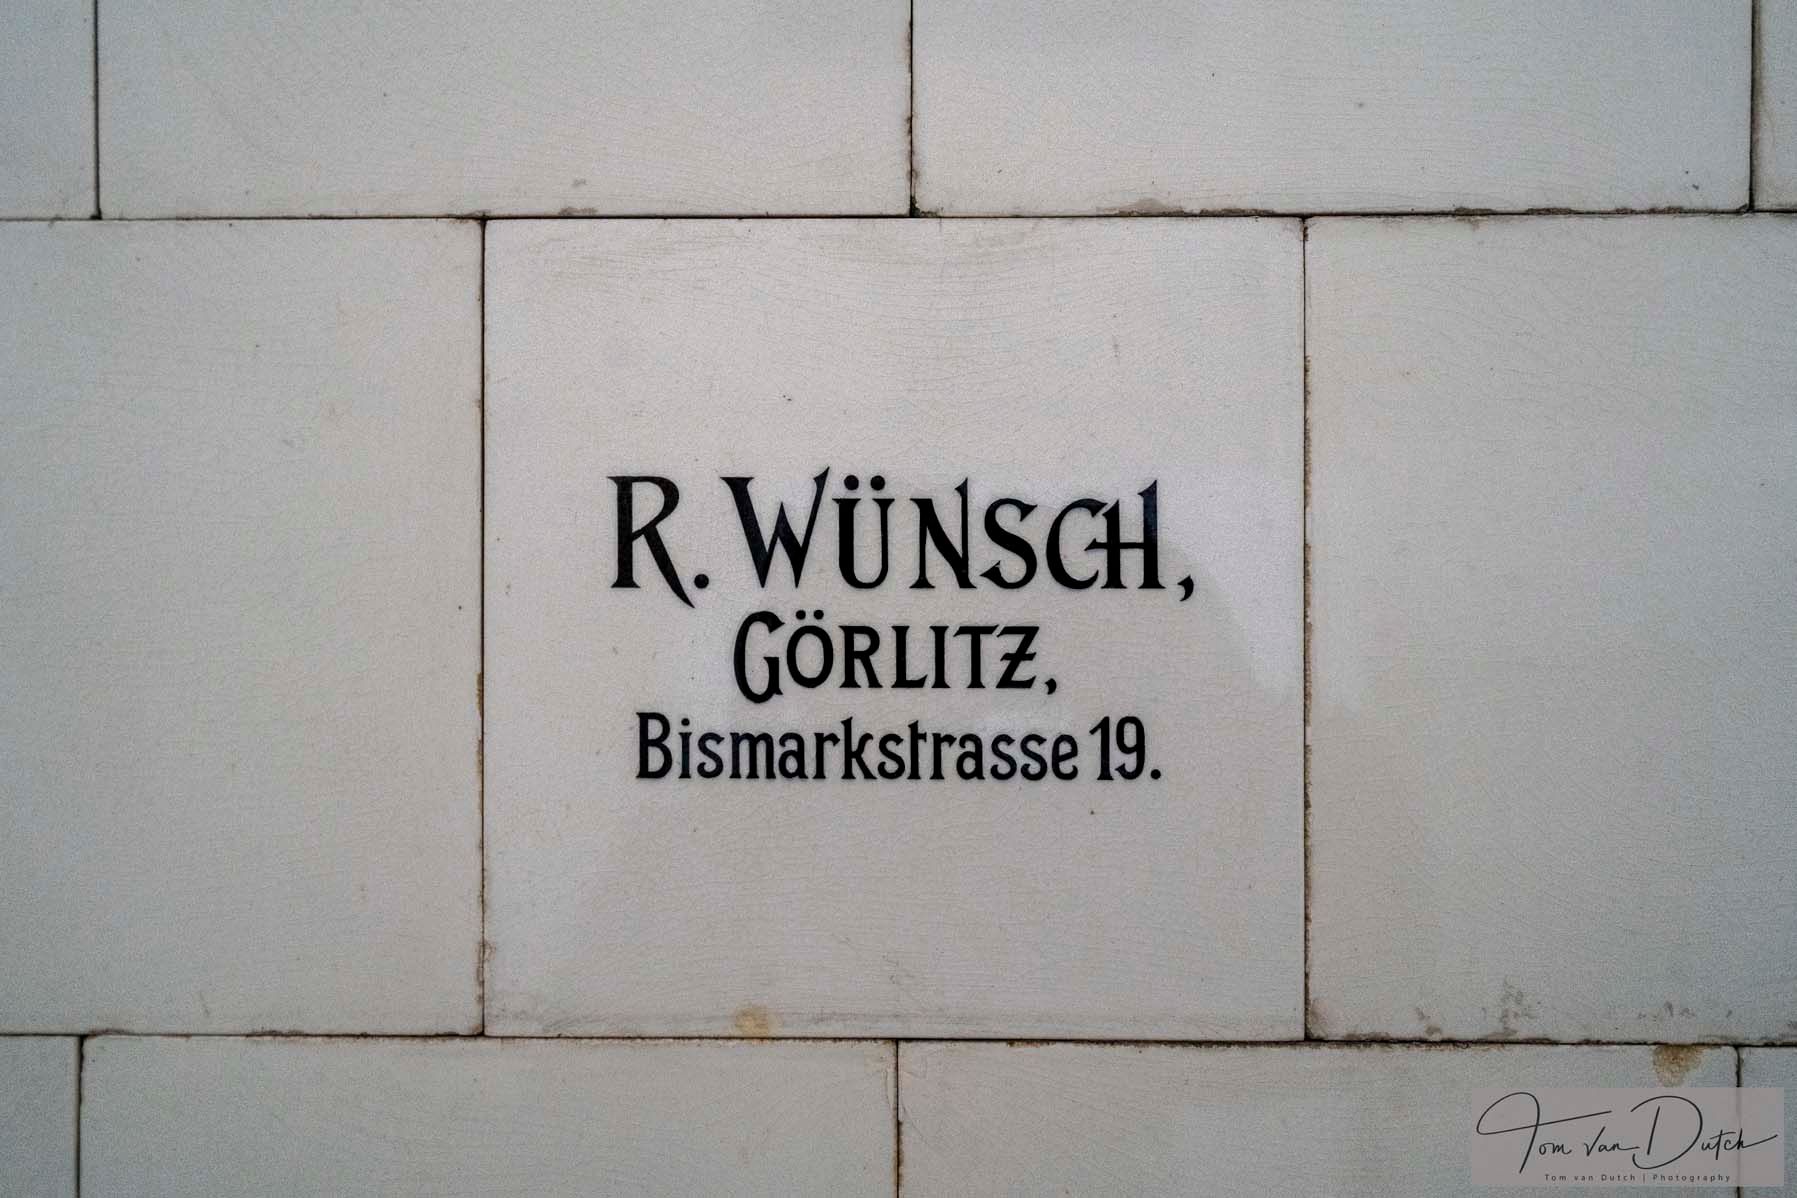 R. WÜNSCH,
GÖRLITZ,
Bismarkstrasse 19.
Tom van Dutch
Tom van Dutch | Photography